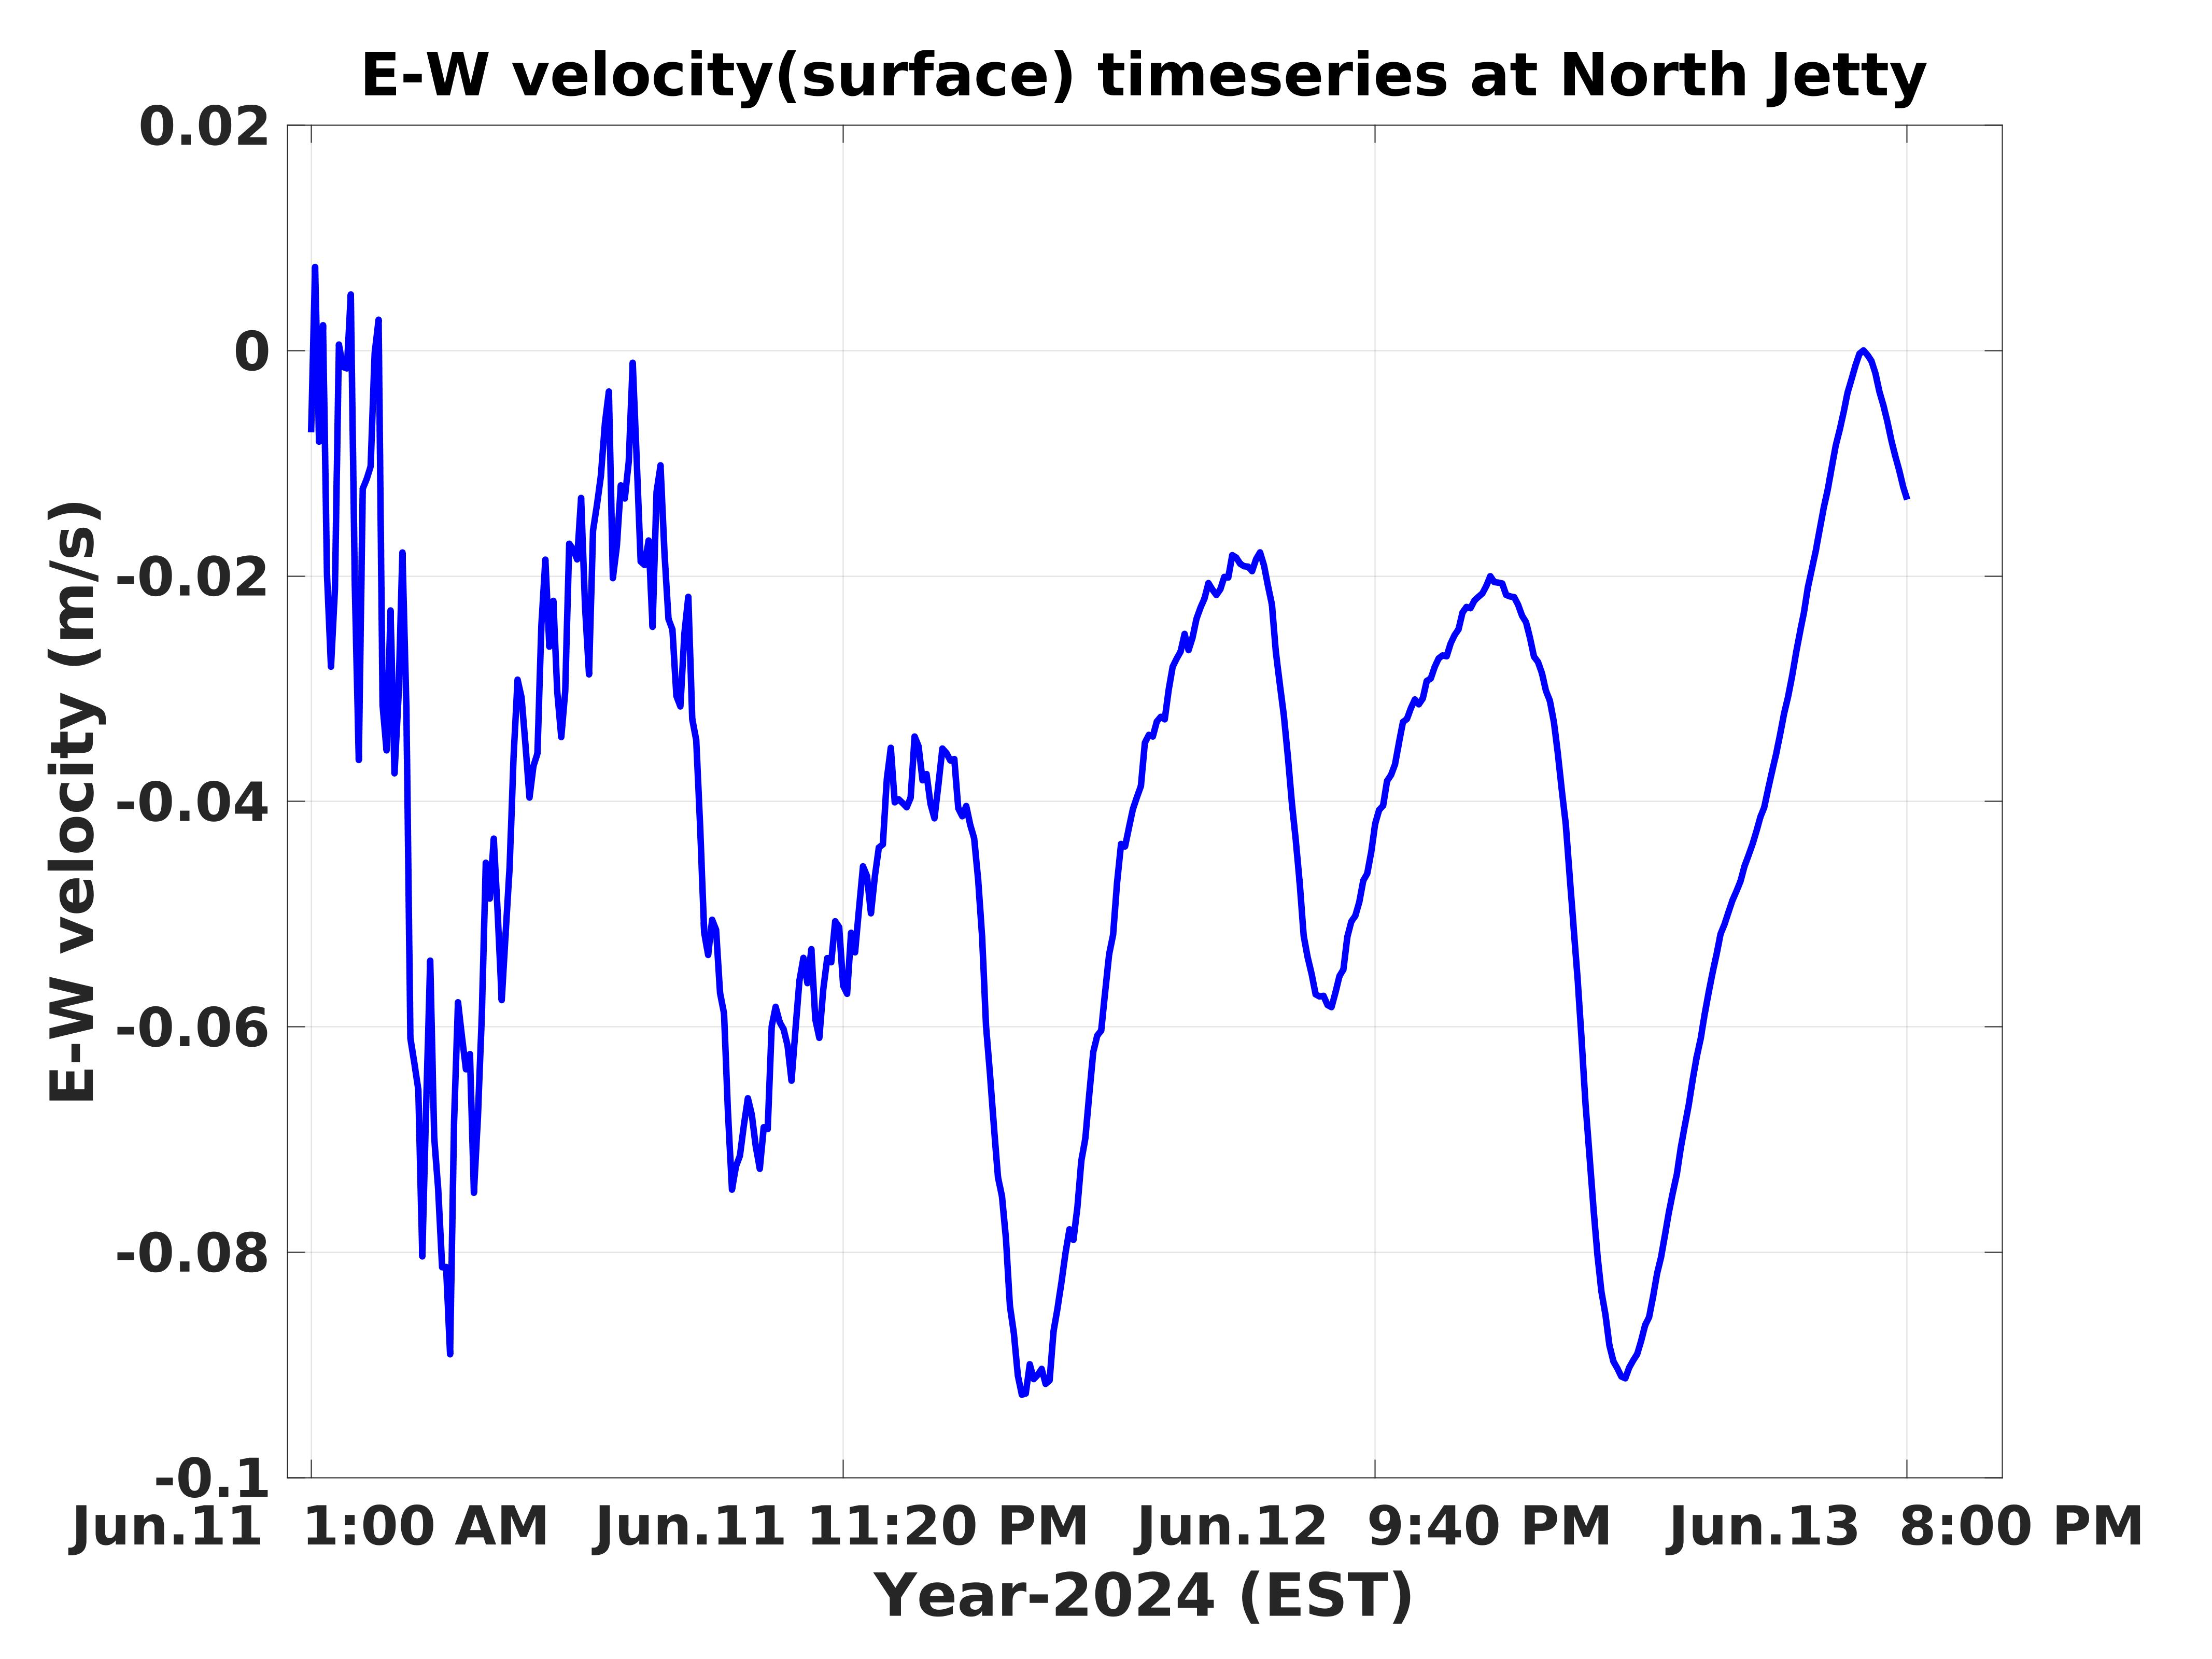 E-W velocity(surface) timeseries at North Jetty
0.02
0
-0.02
-0.04
-0.06
-0.08
-0.1
E-W velocity (m/s)
Jun.11 1:00 AM Jun.11 11:20 PM Jun.12 9:40 PM Jun.13 8:00 PM
Year-2024 (EST)